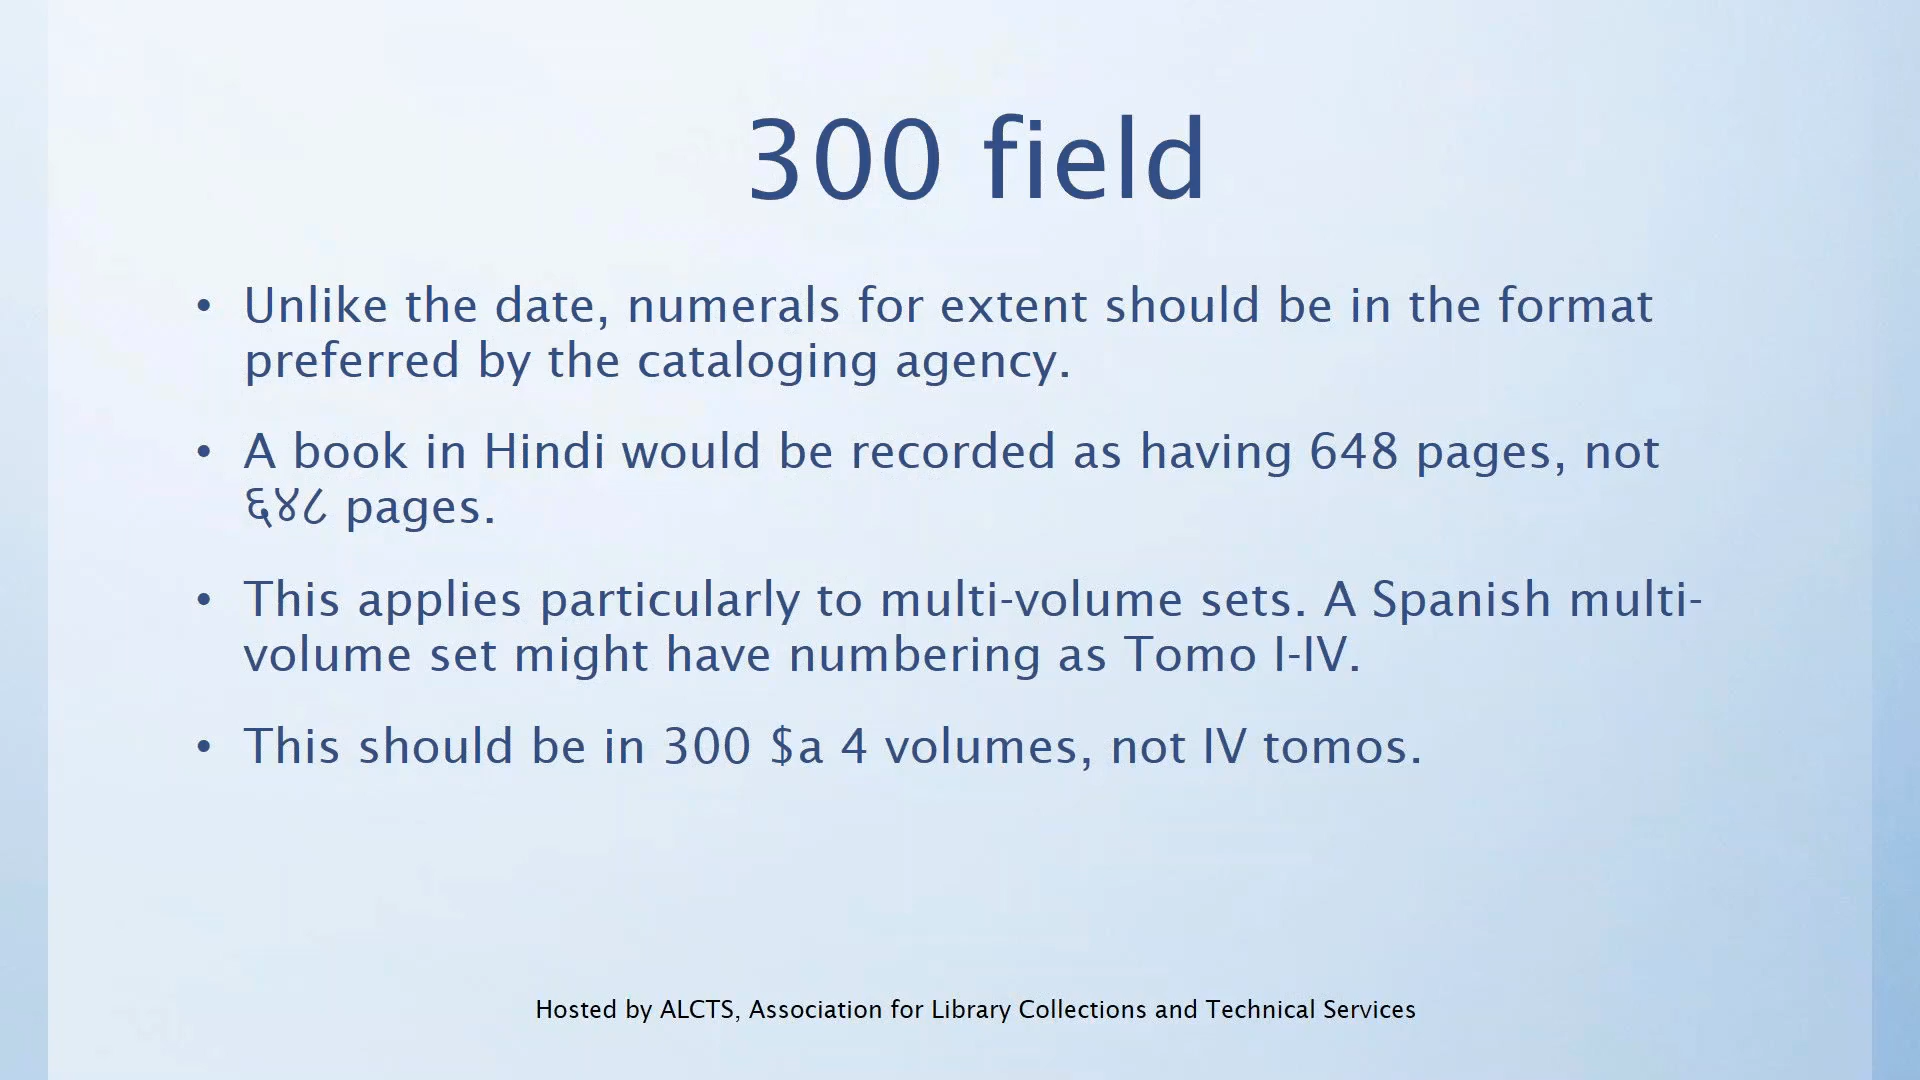 300 field
• Unlike the date, numerals for extent should be in the format
preferred by the cataloging agency.
• A book in Hindi would be recorded as having 648 pages, not
६४८ pages.
• This applies particularly to multi-volume sets. A Spanish multi-
volume set might have numbering as Tomo I-IV.
• This should be in 300 $a 4 volumes, not IV tomos.
Hosted by ALCTS, Association for Library Collections and Technical Services